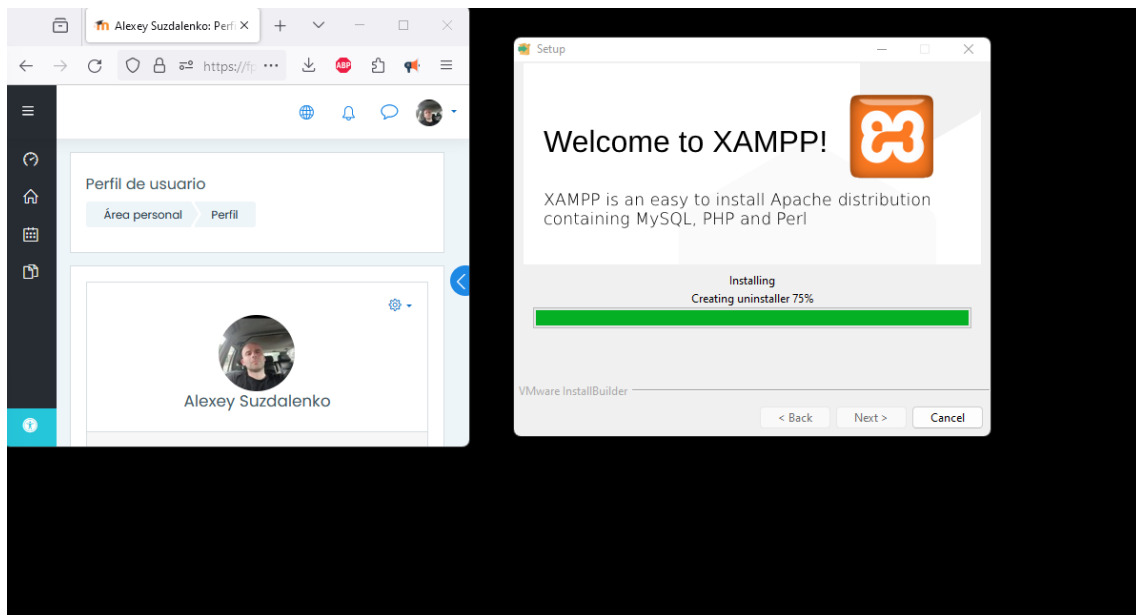 Alexey Suzdalenko: Perfi
https://fp
ABP
Perfil de usuario
Área personal
Perfil
Alexey Suzdalenko
Setup
Welcome to XAMPP!
XAMPP is an easy to install Apache distribution
containing MySQL, PHP and Perl
Installing
Creating uninstaller 75%
VMware InstallBuilder
< Back
Next >
Cancel